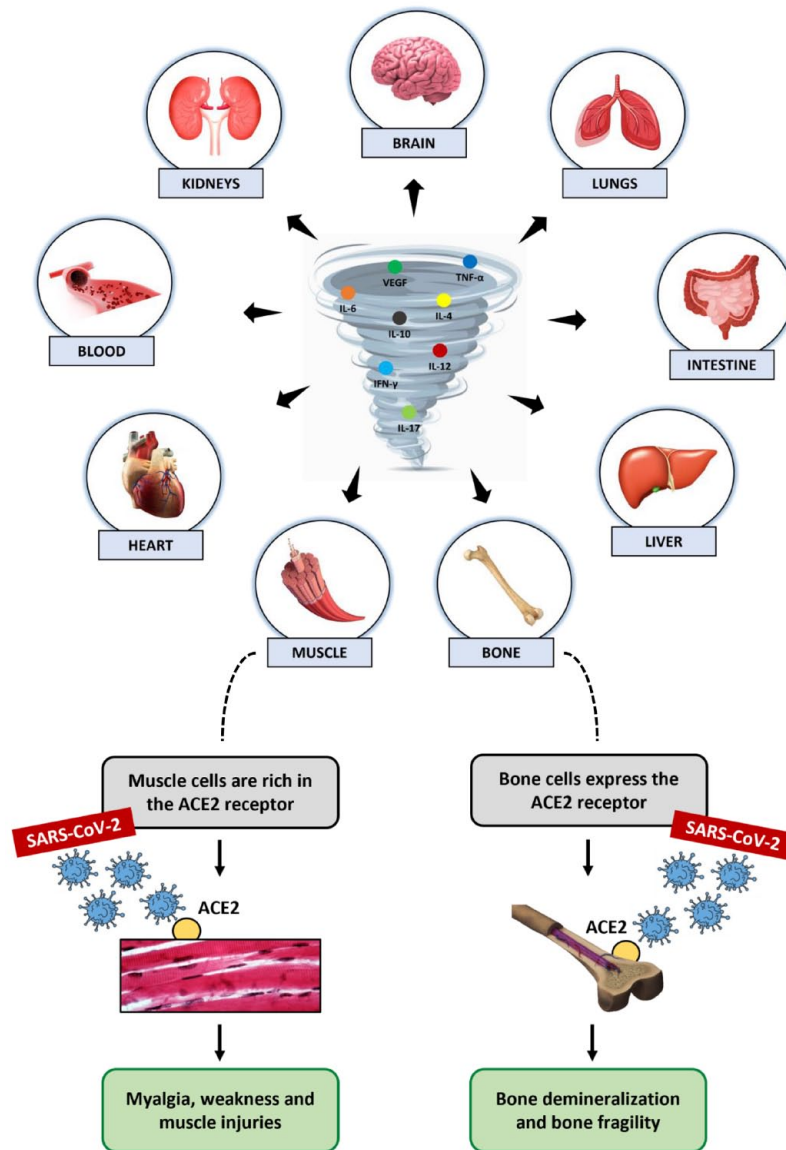 BRAIN
KIDNEYS
LUNGS
VEGF
TNF-α
IL-6
IL-4
IL-10
IL-12
IFN-γ
IL-17
BLOOD
INTESTINE
HEART
LIVER
MUSCLE
BONE
Muscle cells are rich in
the ACE2 receptor
SARS-CoV-2
ACE2
Myalgia, weakness and
muscle injuries
Bone cells express the
ACE2 receptor
SARS-CoV-2
ACE2
Bone demineralization
and bone fragility